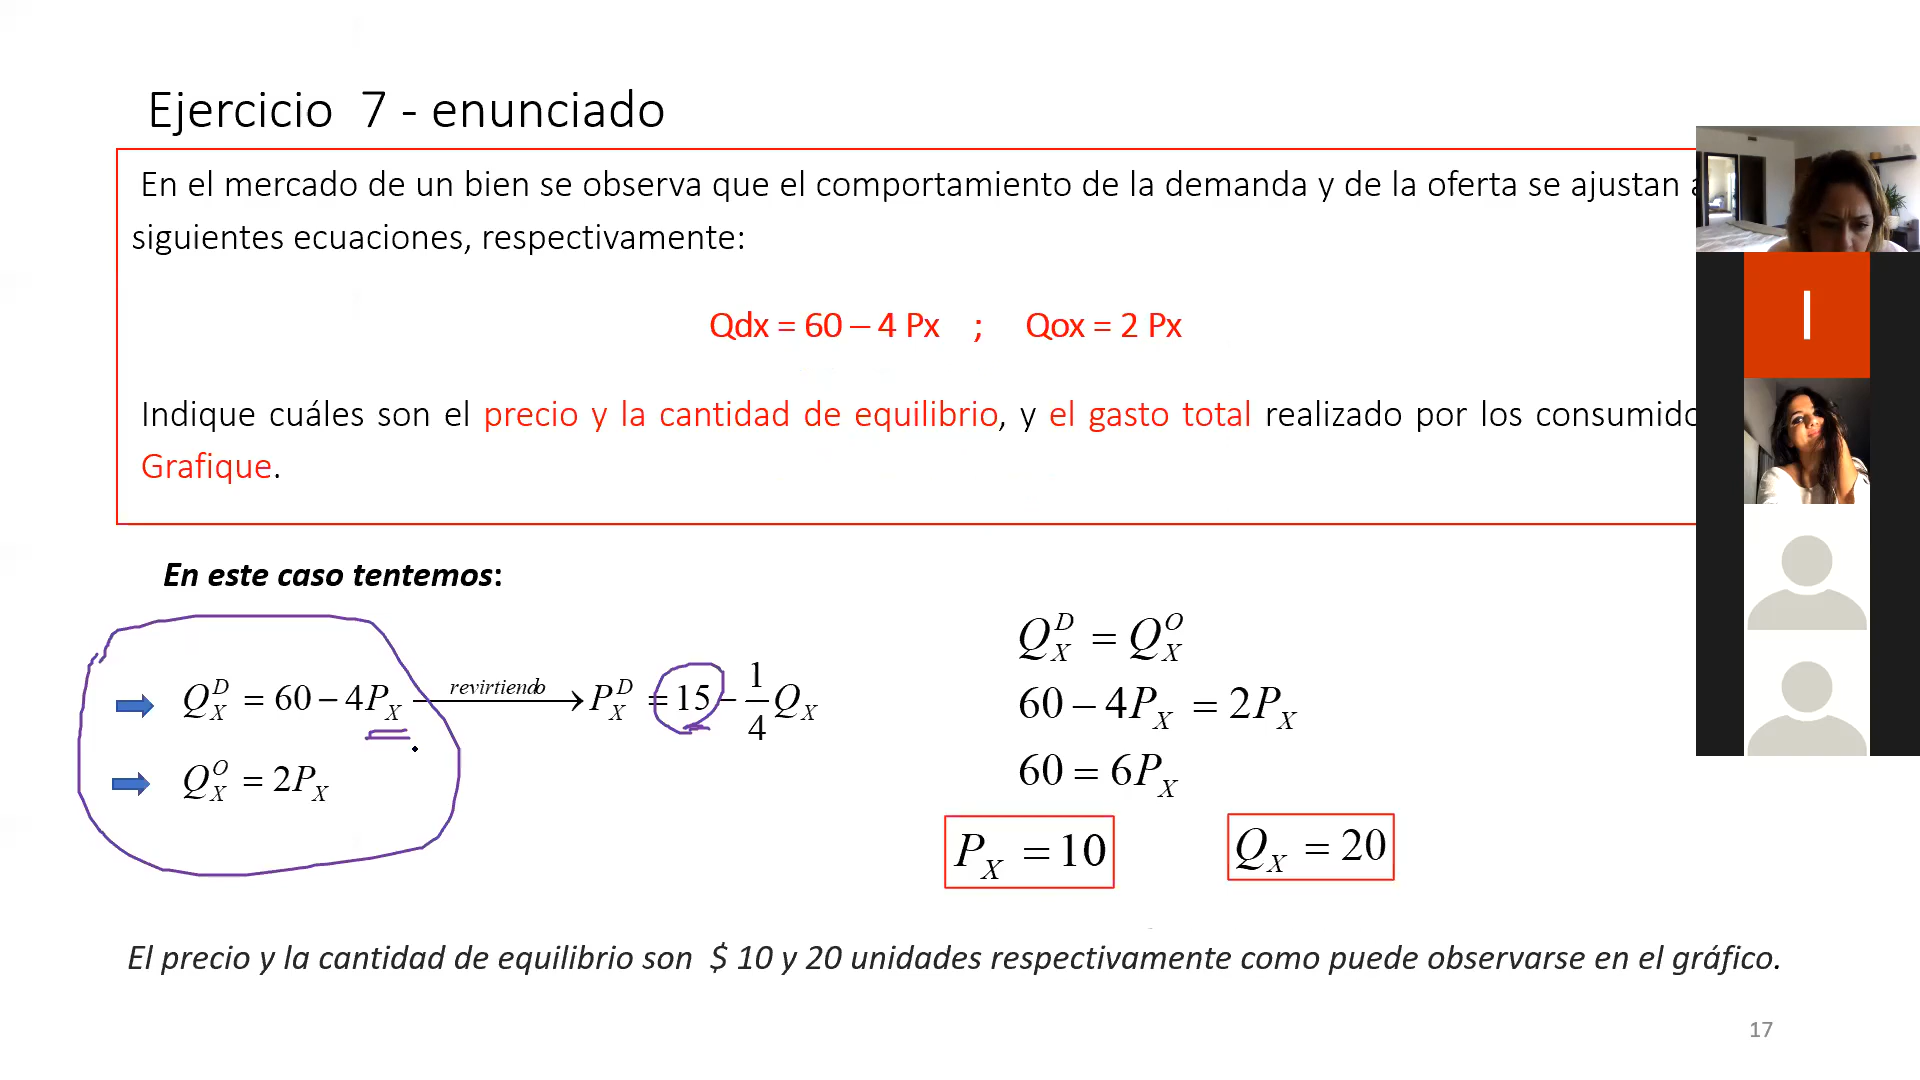 Ejercicio 7 - enunciado
En el mercado de un bien se observa que el comportamiento de la demanda y de la oferta se ajustan
siguientes ecuaciones, respectivamente:
Qdx = 60 – 4 Px ; Qox = 2 Px
Indique cuáles son el precio y la cantidad de equilibrio, y el gasto total realizado por los
Grafique.
En este caso tentemos:
Q_X^D = 60 − 4P_X revirtiendo → P_X^D = 15 − 1/4 Q_X
Q_X^O = 2P_X
Q_X^D = Q_X^O
60 − 4P_X = 2P_X
60 = 6P_X
P_X = 10
Q_X = 20
El precio y la cantidad de equilibrio son $ 10 y 20 unidades respectivamente como puede observarse en el gráfico.
17
I